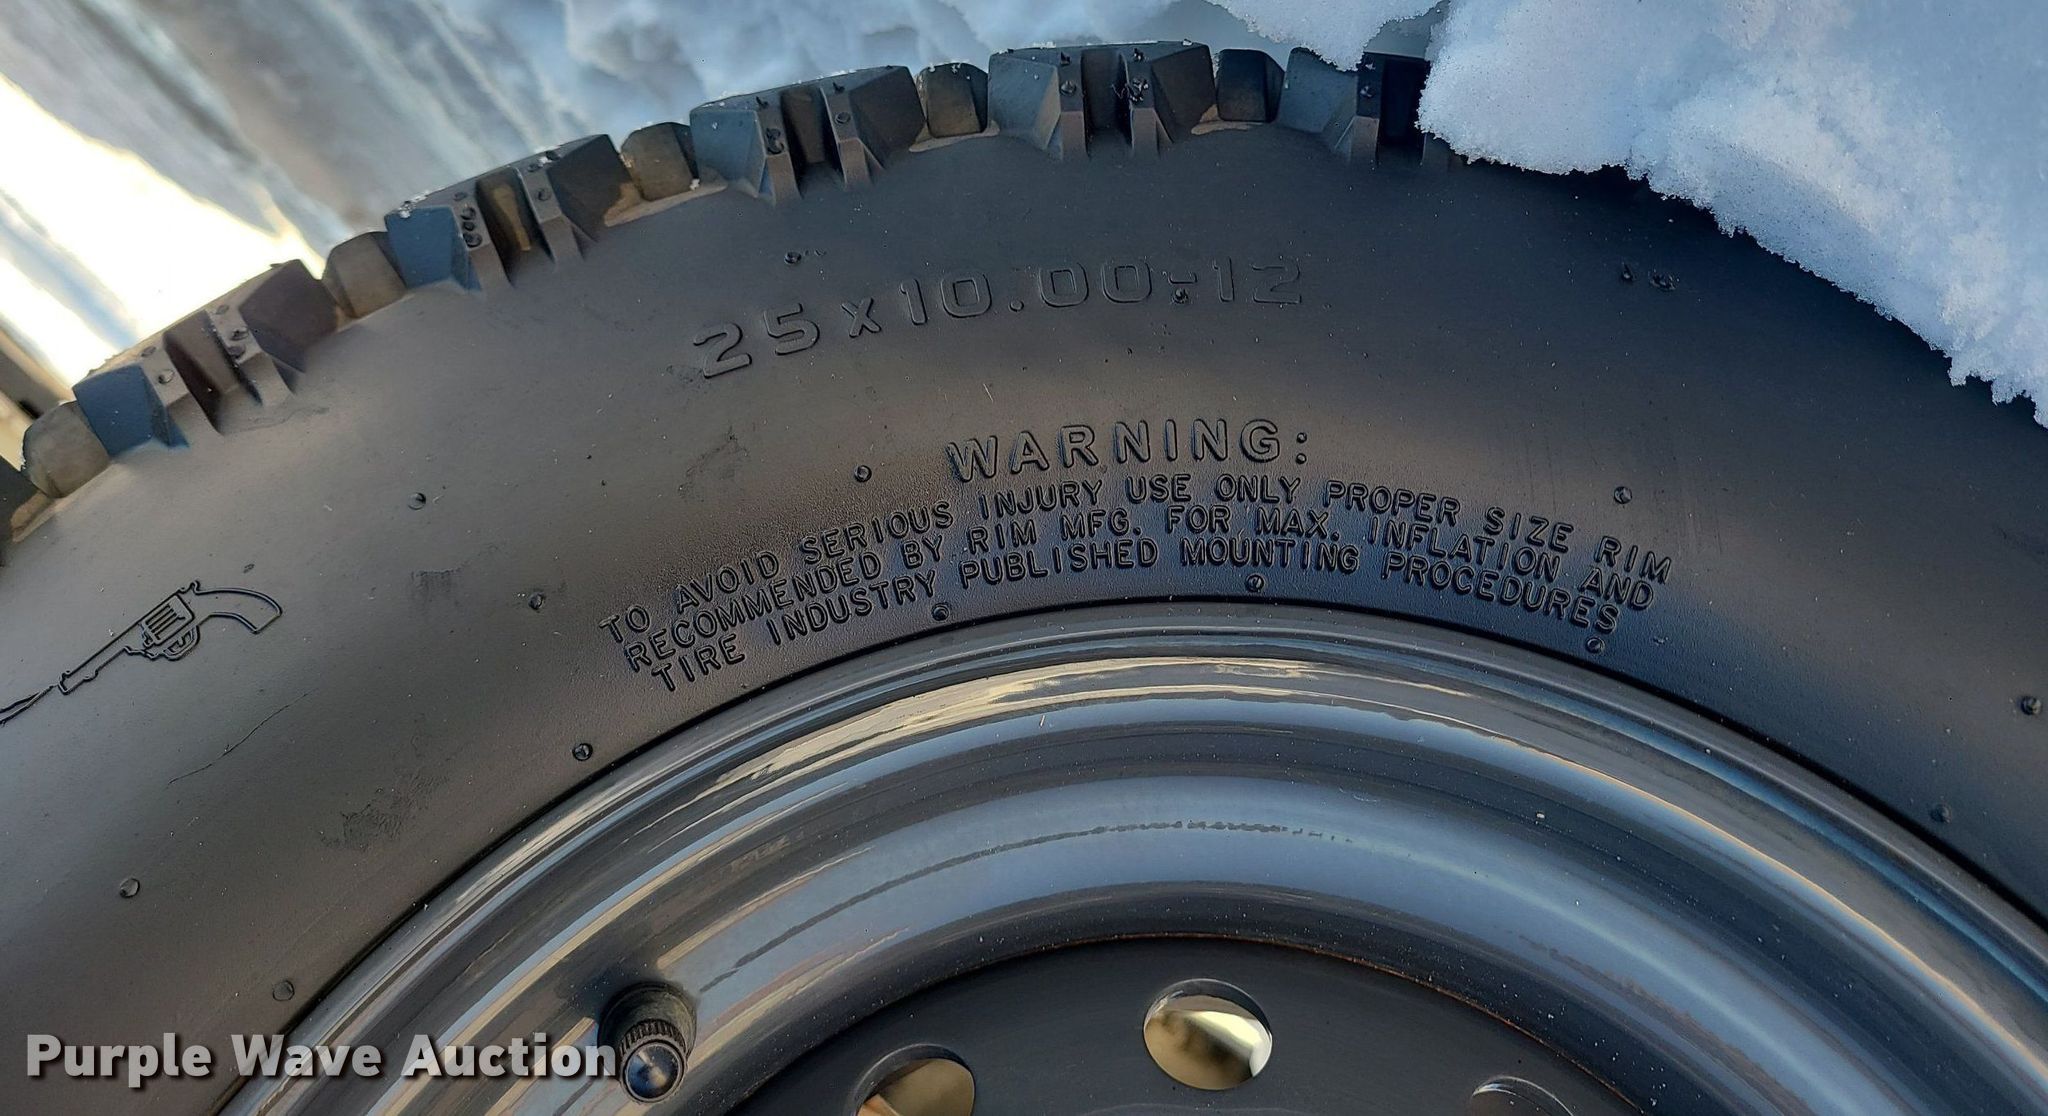 25x10.00-12
WARNING:
TO AVOID SERIOUS INJURY USE ONLY PROPER SIZE RIM
RECOMMENDED BY RIM MFG. FOR MAX. INFLATION AND
TIRE INDUSTRY PUBLISHED MOUNTING PROCEDURES
Purple Wave Auction